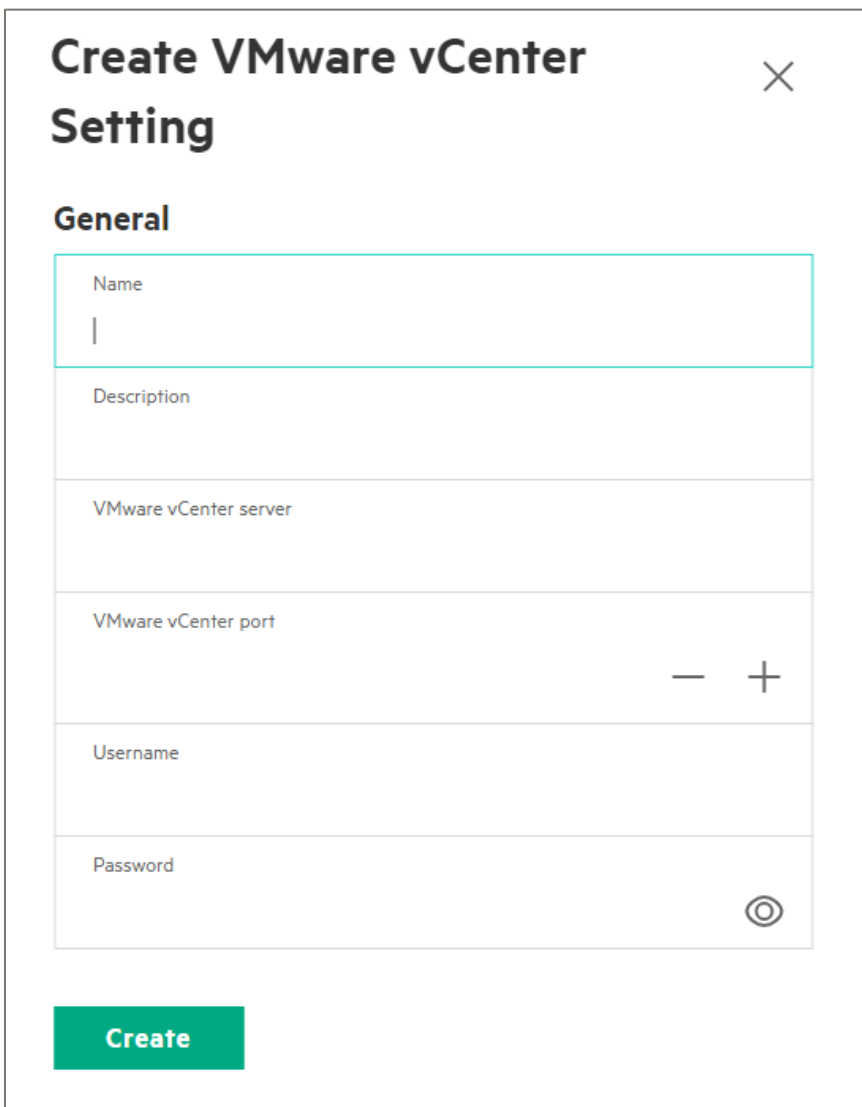 Create VMware vCenter
Setting
General
Name
Description
VMware vCenter server
VMware vCenter port
Username
Password
Create